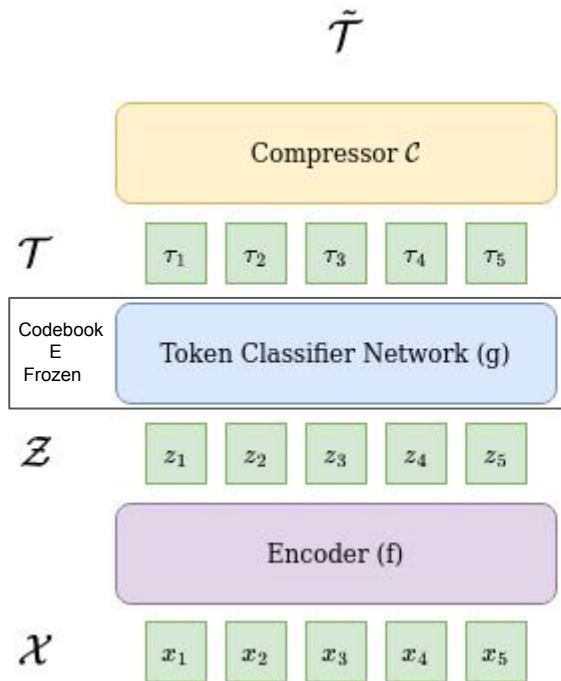 𝒯̃
Compressor 𝒞
𝒯 τ₁ τ₂ τ₃ τ₄ τ₅
Codebook
E
Frozen
Token Classifier Network (g)
𝒵 z₁ z₂ z₃ z₄ z₅
Encoder (f)
𝒳 x₁ x₂ x₃ x₄ x₅